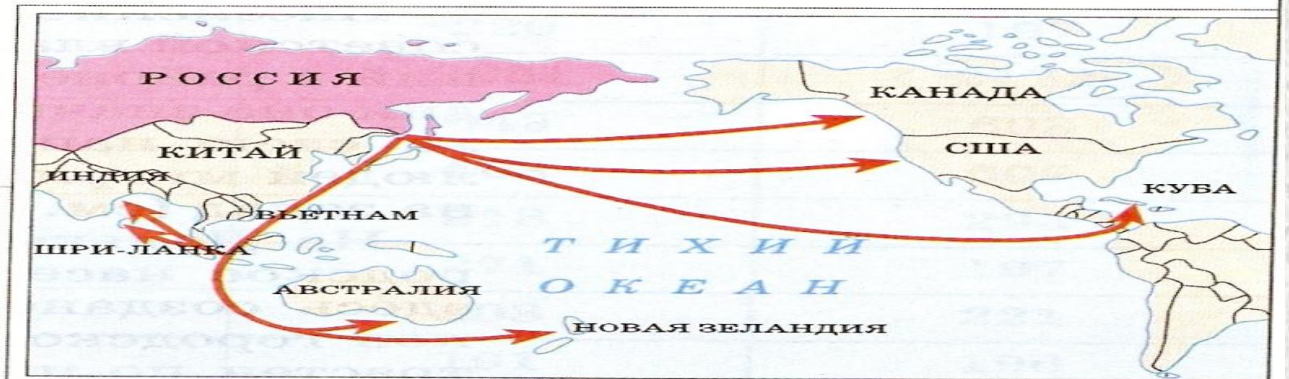 РОССИЯ
КАНАДА
КИТАЙ
США
ИНДИЯ
КУБА
ВЬЕТНАМ
ШРИ-ЛАНКА
ТИХИЙ
ОКЕАН
АВСТРАЛИЯ
НОВАЯ ЗЕЛАНДИЯ